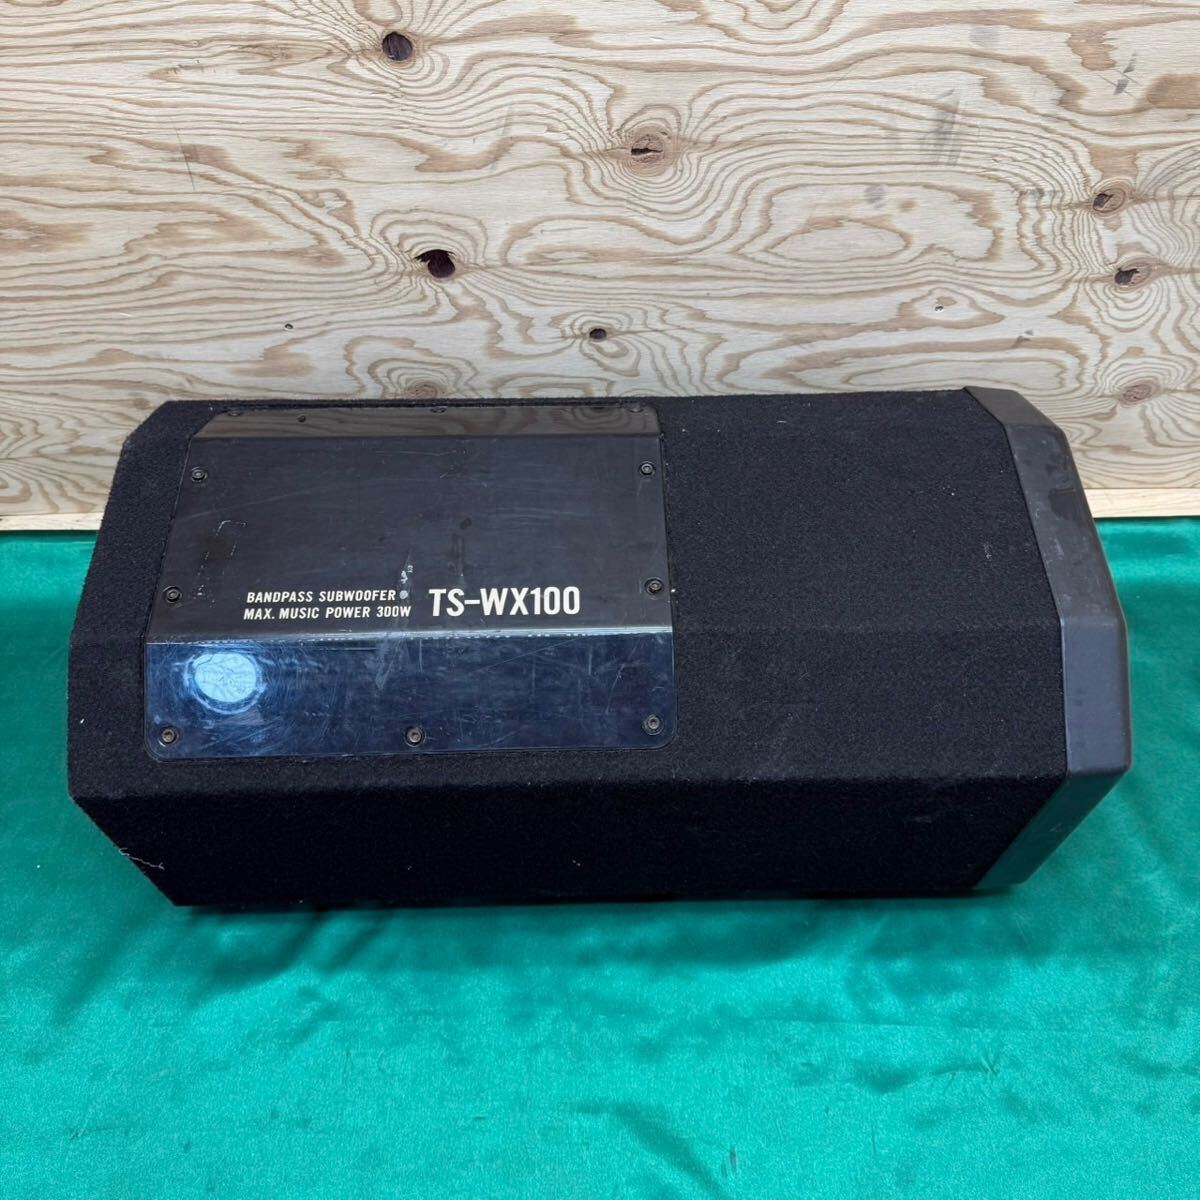 BANDPASS SUBWOOFER
MAX. MUSIC POWER 300W
TS-WX100